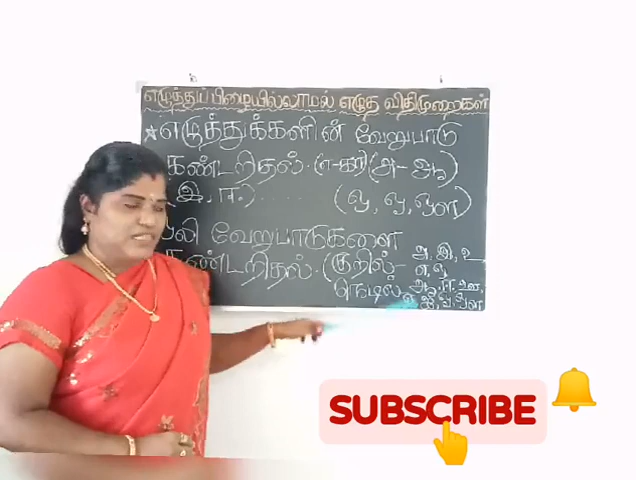 எழுத்துப் பிழையில்லாமல் எழுத விதிமுறைகள்
* எழுத்துக்களின் வேறுபாடு
கண்டறிதல். (அ-ஆ)
(இ, ஈ.) ........ (ஒ, ஓ, ஔ)
ஒலி வேறுபாடுகளை
கண்டறிதல். (குறில்- அ, இ, உ
எ, ஒ
நெடில்- ஆ, ஈ, ஊ,
ஏ, ஐ, ஓ, ஔ
SUBSCRIBE